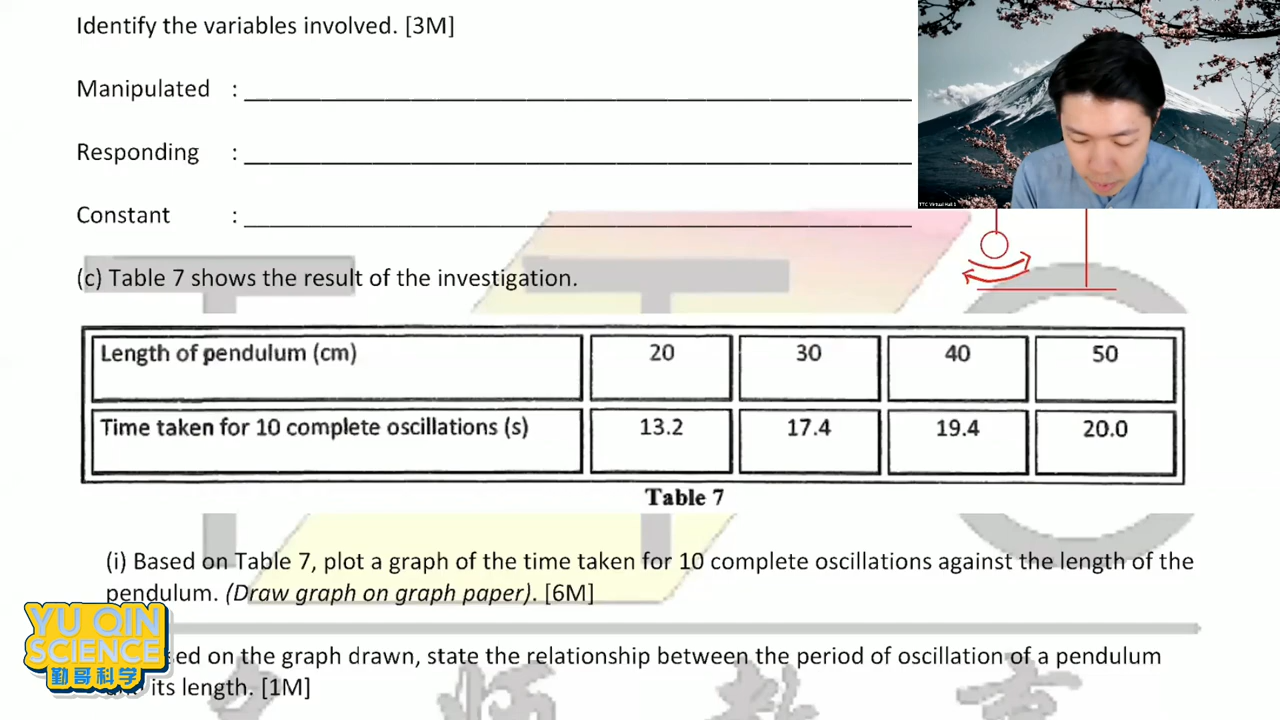 Identify the variables involved. [3M]
Manipulated : ____________________
Responding : ____________________
Constant : ____________________
(c) Table 7 shows the result of the investigation.
Length of pendulum (cm) 20 30 40 50
Time taken for 10 complete oscillations (s) 13.2 17.4 19.4 20.0
Table 7
(i) Based on Table 7, plot a graph of the time taken for 10 complete oscillations against the length of the
pendulum. (Draw graph on graph paper). [6M]
on the graph drawn, state the relationship between the period of oscillation of a pendulum
its length. [1M]
YU QIN
SCIENCE
勤哥科学